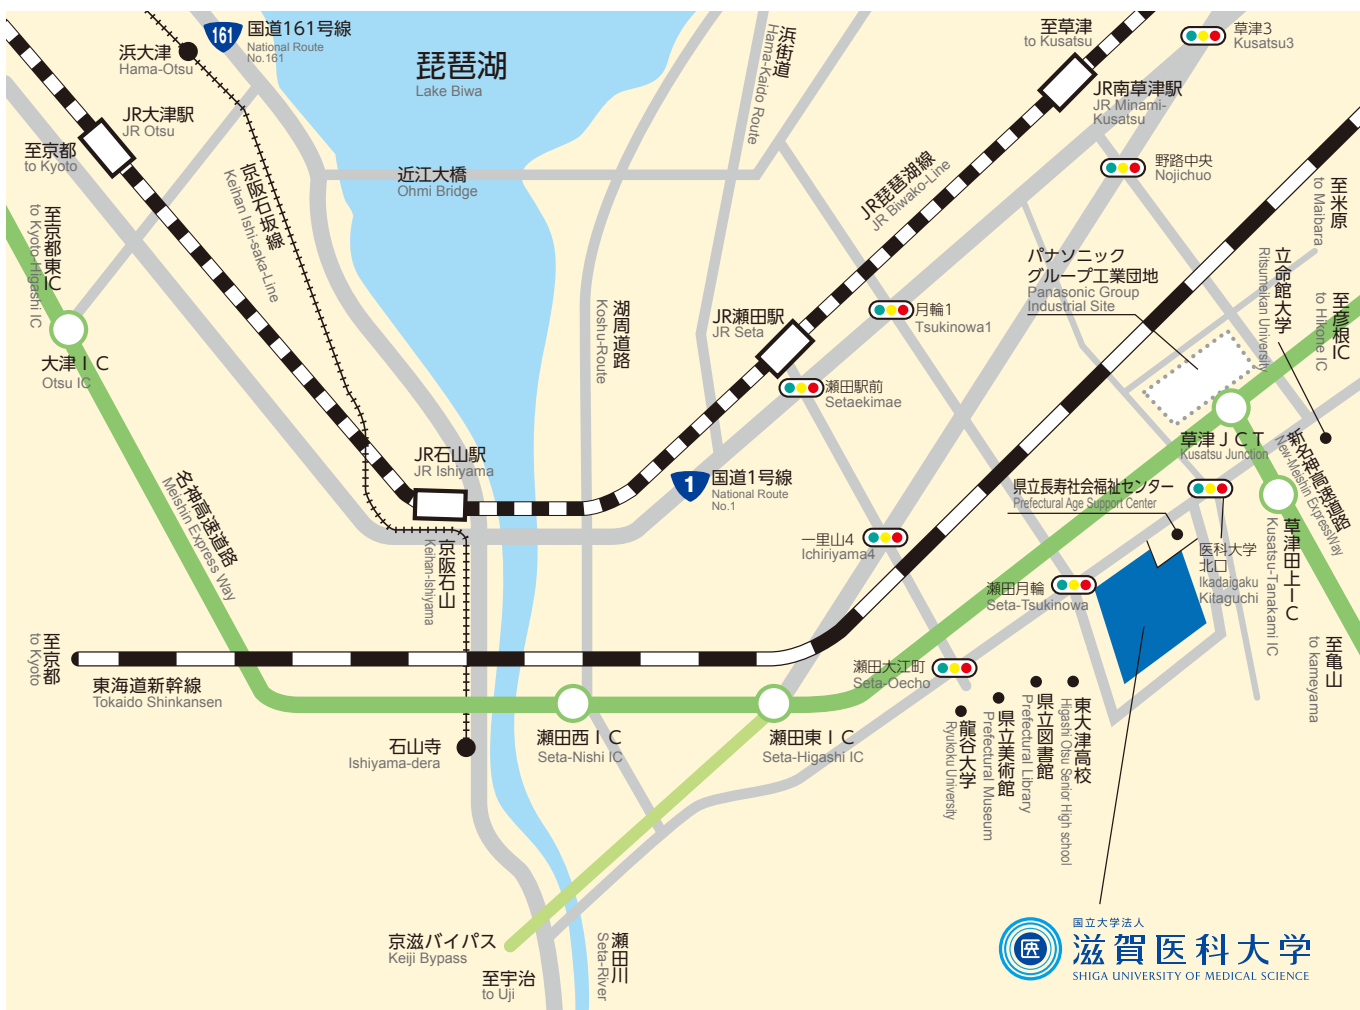 161
国道161号線
National Route
No.161
浜大津
Hama-Otsu
琵琶湖
Lake Biwa
浜街道
Hama-Kaido Route
至草津
to Kusatsu
草津3
Kusatsu3
JR大津駅
JR Otsu
JR南草津駅
JR Minami-
Kusatsu
至京都
to Kyoto
京阪石坂線
Keihan Ishi-saka-Line
近江大橋
Ohmi Bridge
JR琵琶湖線
JR Biwako-Line
野路中央
Nojichuo
至米原
to Maibara
至京都東IC
to Kyoto-Higashi IC
パナソニック
グループ工業団地
Panasonic Group
Industrial Site
立命館大学
Ritsumeikan University
至彦根IC
to Hikone IC
湖周道路
Koshu-Route
JR瀬田駅
JR Seta
月輪1
Tsukinowa1
大津IC
Otsu IC
瀬田駅前
Setaekimae
草津JCT
Kusatsu Junction
新名神高速道路
New-Meishin ExpressWay
JR石山駅
JR Ishiyama
1
国道1号線
National Route
No.1
県立長寿社会福祉センター
Prefectural Age Support Center
名神高速道路
Meishin Express Way
京阪石山
Keihan-Ishiyama
一里山4
Ichiriyama4
医科大学
北口
Ikadaigaku
Kitaguchi
草津田上IC
Kusatsu-Tanakami IC
瀬田月輪
Seta-Tsukinowa
至京都
to Kyoto
東海道新幹線
Tokaido Shinkansen
瀬田大江町
Seta-Oecho
至亀山
to kameyama
石山寺
Ishiyama-dera
瀬田西IC
Seta-Nishi IC
瀬田東IC
Seta-Higashi IC
龍谷大学
Ryukoku University
県立美術館
Prefectural Museum
県立図書館
Prefectural Library
東大津高校
Higashi Otsu Senior High school
京滋バイパス
Keiji Bypass
至宇治
to Uji
瀬田川
Seta-River
医
国立大学法人
滋賀医科大学
SHIGA UNIVERSITY OF MEDICAL SCIENCE